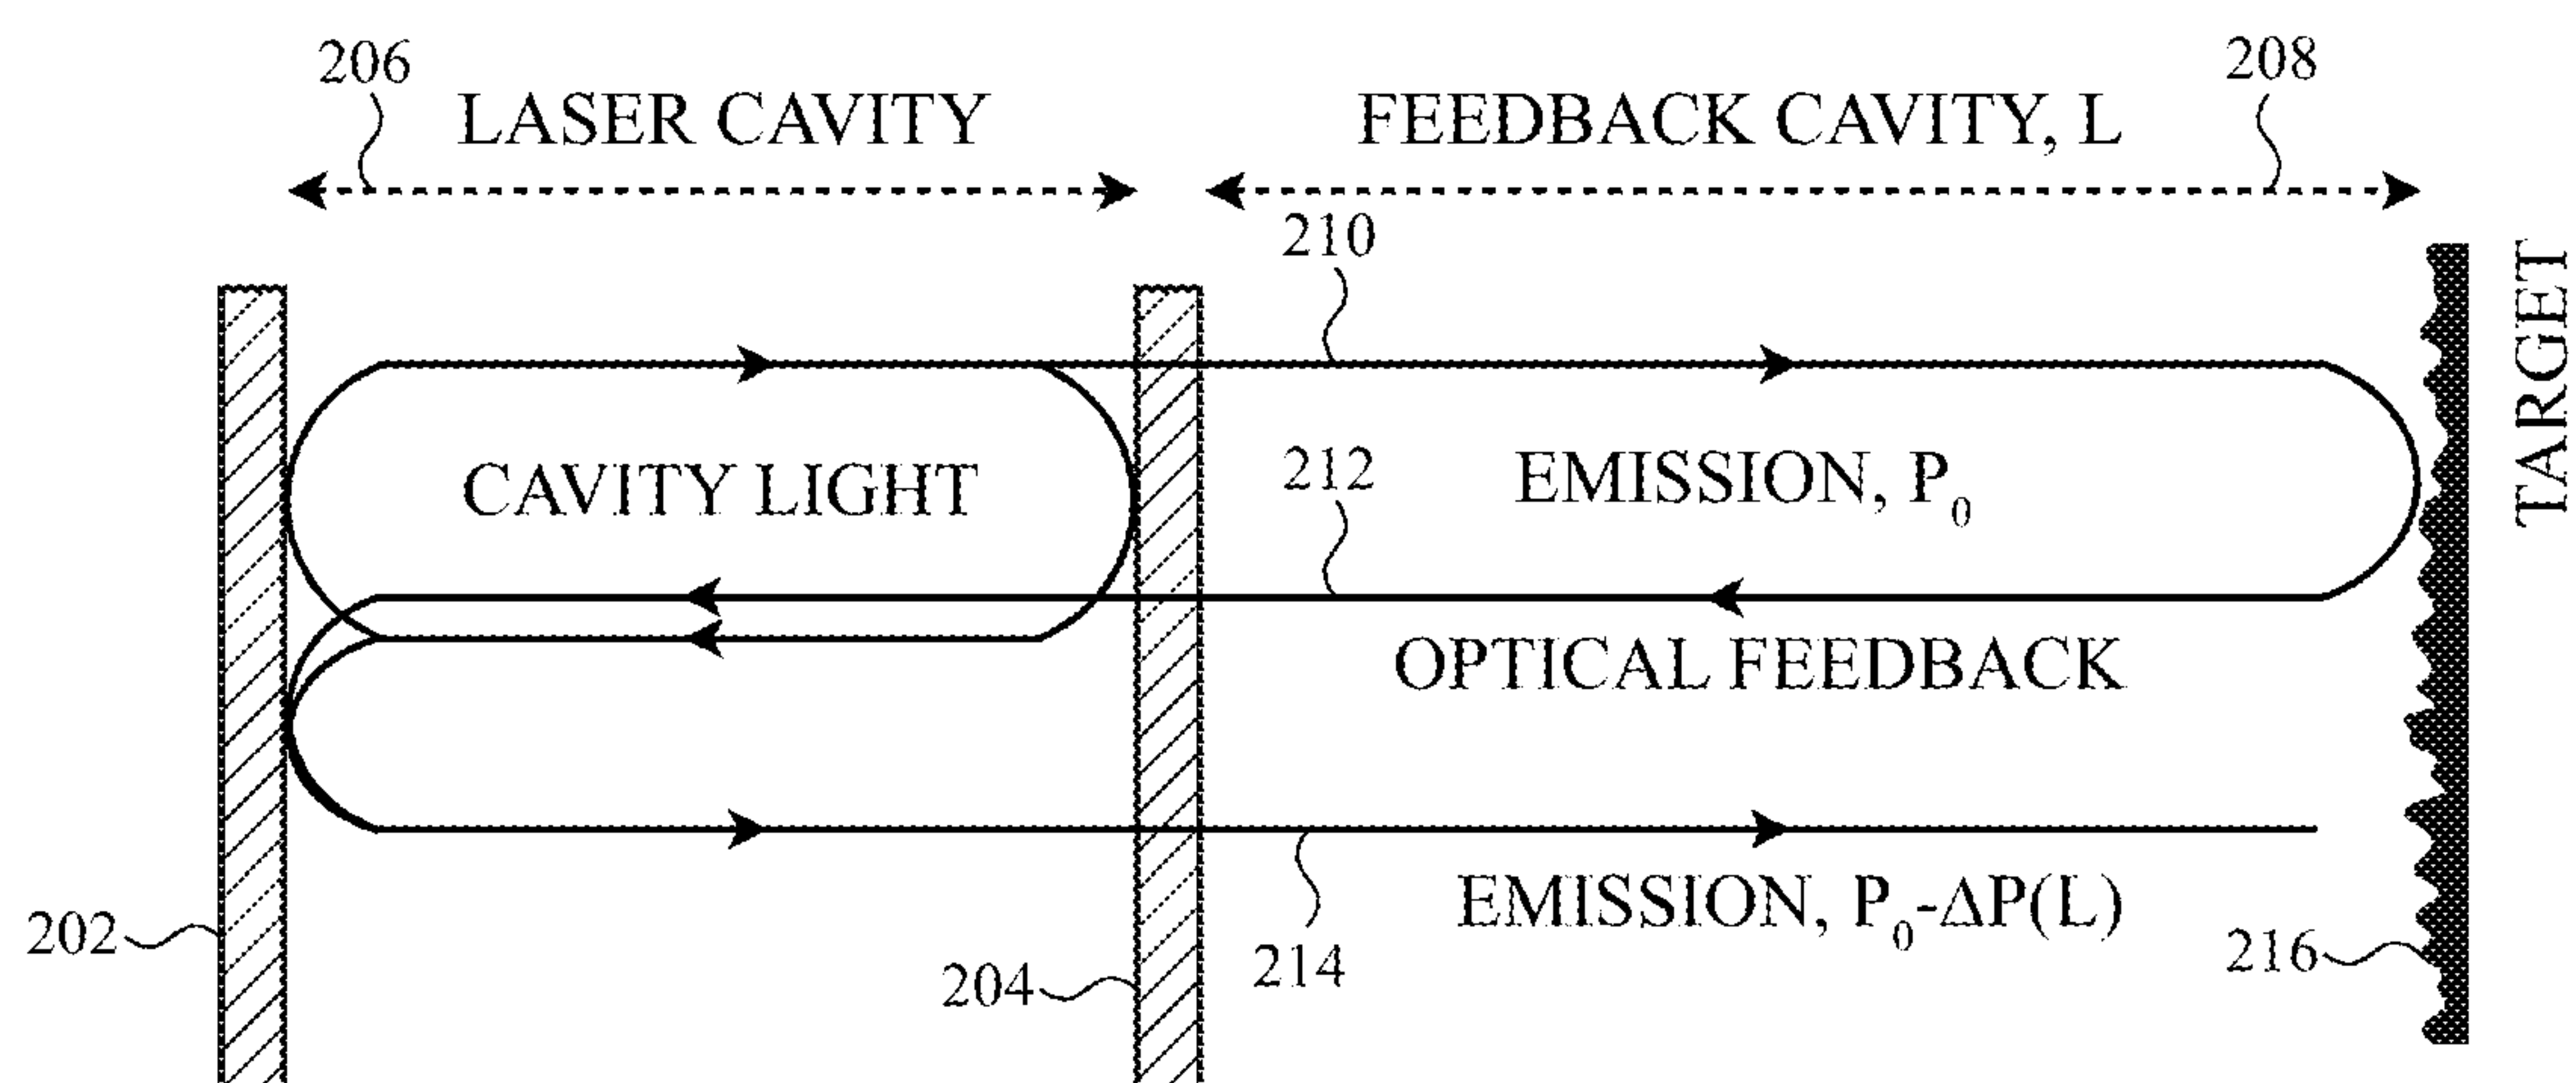 206
208
LASER CAVITY
FEEDBACK CAVITY, L
210
TARGET
CAVITY LIGHT
212
EMISSION, P₀
OPTICAL FEEDBACK
202
204
214
EMISSION, P₀-ΔP(L)
216